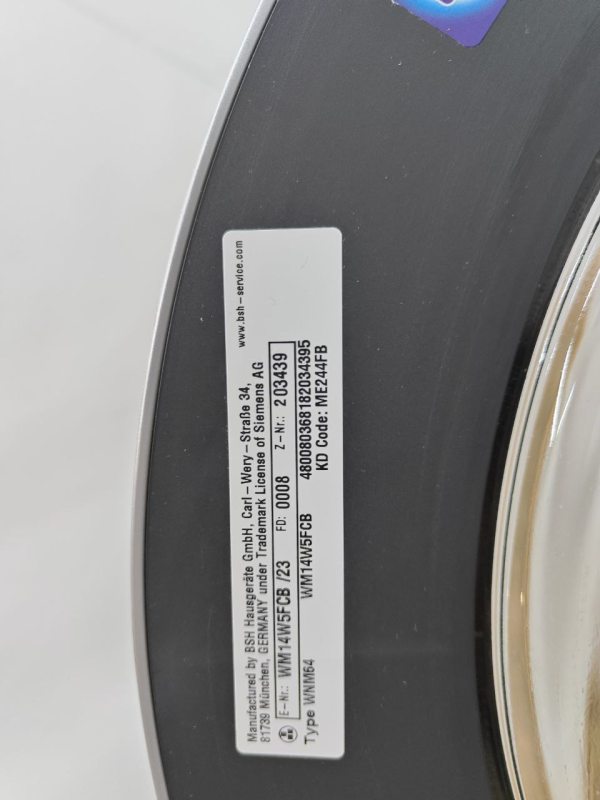 www.bsh-service.com
Manufactured by BSH Hausgeräte GmbH, Carl-Wery-Straße 34,
81739 München, GERMANY under Trademark License of Siemens AG
E-Nr.: WM14W5FCB /23 FD: 0008 Z-Nr.: 203439
Type WNM64 WM14W5FCB 480080368182034395
KD Code: ME244FB